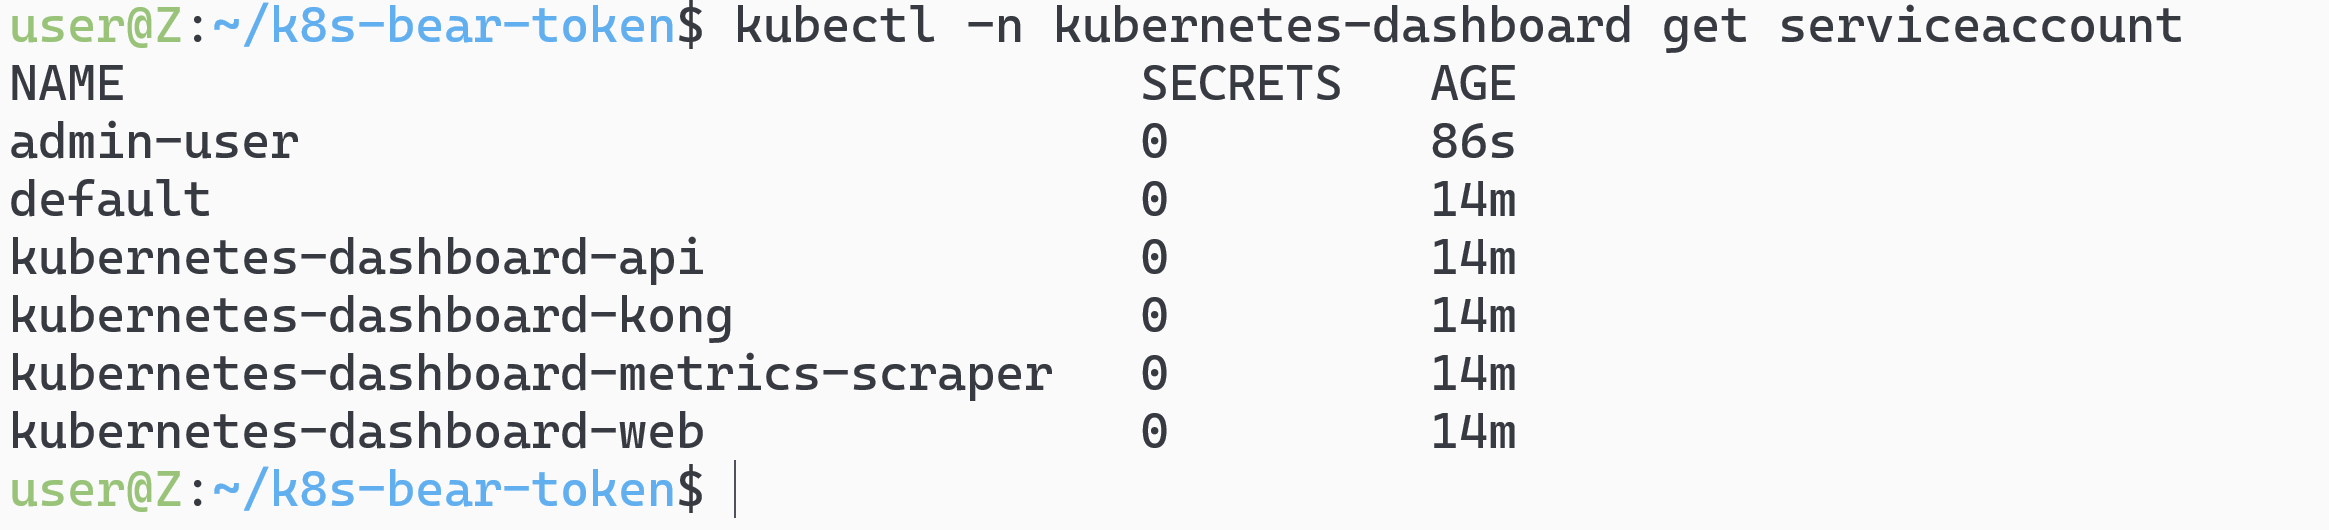 user@Z:~/k8s-bear-token$ kubectl -n kubernetes-dashboard get serviceaccount
NAME                                   SECRETS   AGE
admin-user                             0         86s
default                                0         14m
kubernetes-dashboard-api               0         14m
kubernetes-dashboard-kong              0         14m
kubernetes-dashboard-metrics-scraper   0         14m
kubernetes-dashboard-web               0         14m
user@Z:~/k8s-bear-token$